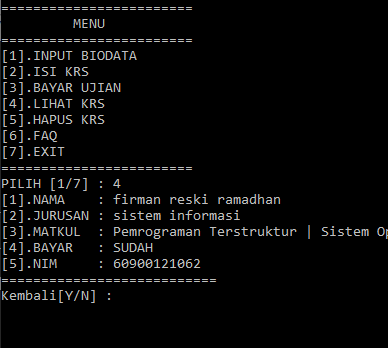 ========================
MENU
========================
[1].INPUT BIODATA
[2].ISI KRS
[3].BAYAR UJIAN
[4].LIHAT KRS
[5].HAPUS KRS
[6].FAQ
[7].EXIT
========================
PILIH [1/7] : 4
[1].NAMA    : firman reski ramadhan
[2].JURUSAN : sistem informasi
[3].MATKUL  : Pemrograman Terstruktur | Sistem
[4].BAYAR   : SUDAH
[5].NIM     : 60900121062
===========================
Kembali[Y/N] :